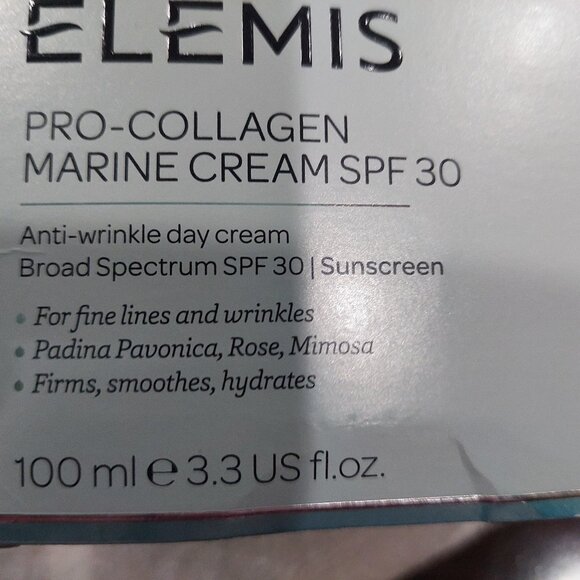 ELEMIS
PRO-COLLAGEN
MARINE CREAM SPF 30
Anti-wrinkle day cream
Broad Spectrum SPF 30 | Sunscreen
• For fine lines and wrinkles
• Padina Pavonica, Rose, Mimosa
• Firms, smoothes, hydrates
100 ml ℮ 3.3 US fl.oz.